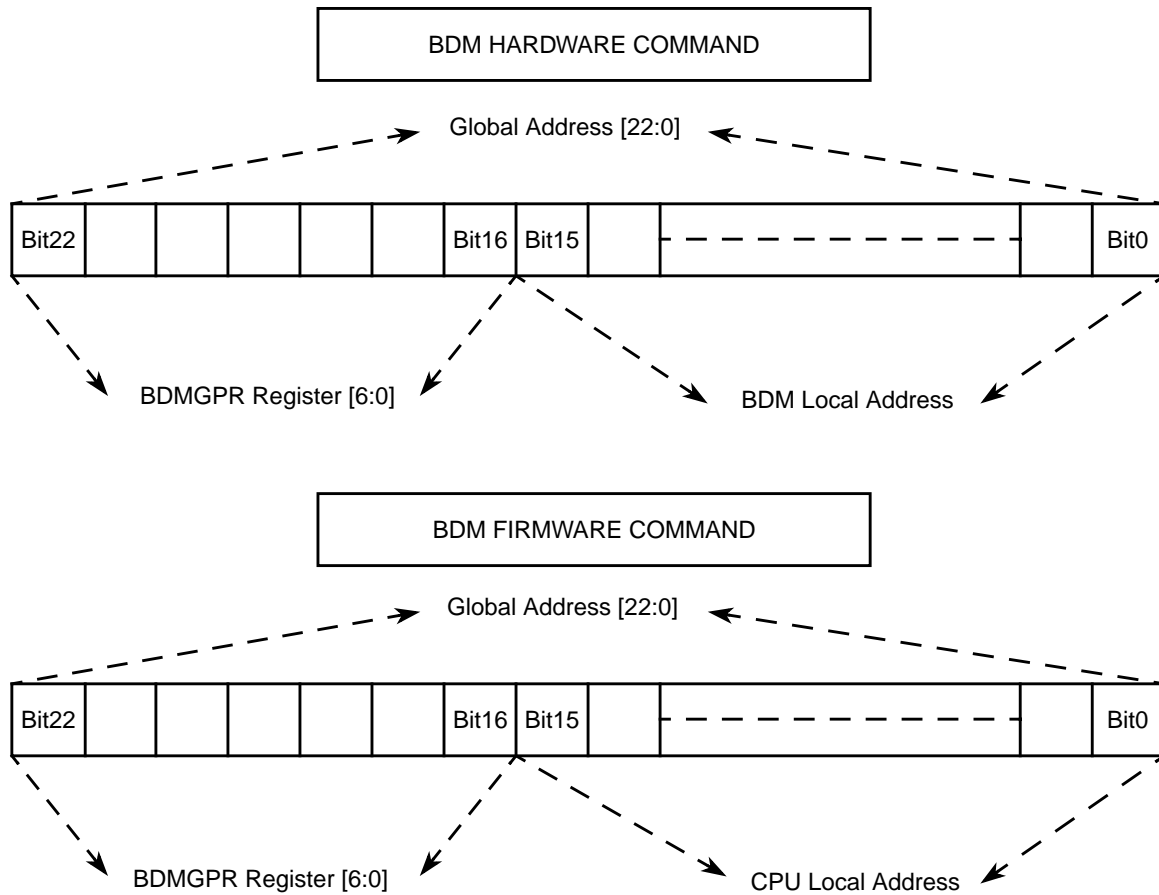 BDM HARDWARE COMMAND
Global Address [22:0]
Bit22 Bit16 Bit15 Bit0
BDMGPR Register [6:0] BDM Local Address
BDM FIRMWARE COMMAND
Global Address [22:0]
Bit22 Bit16 Bit15 Bit0
BDMGPR Register [6:0] CPU Local Address